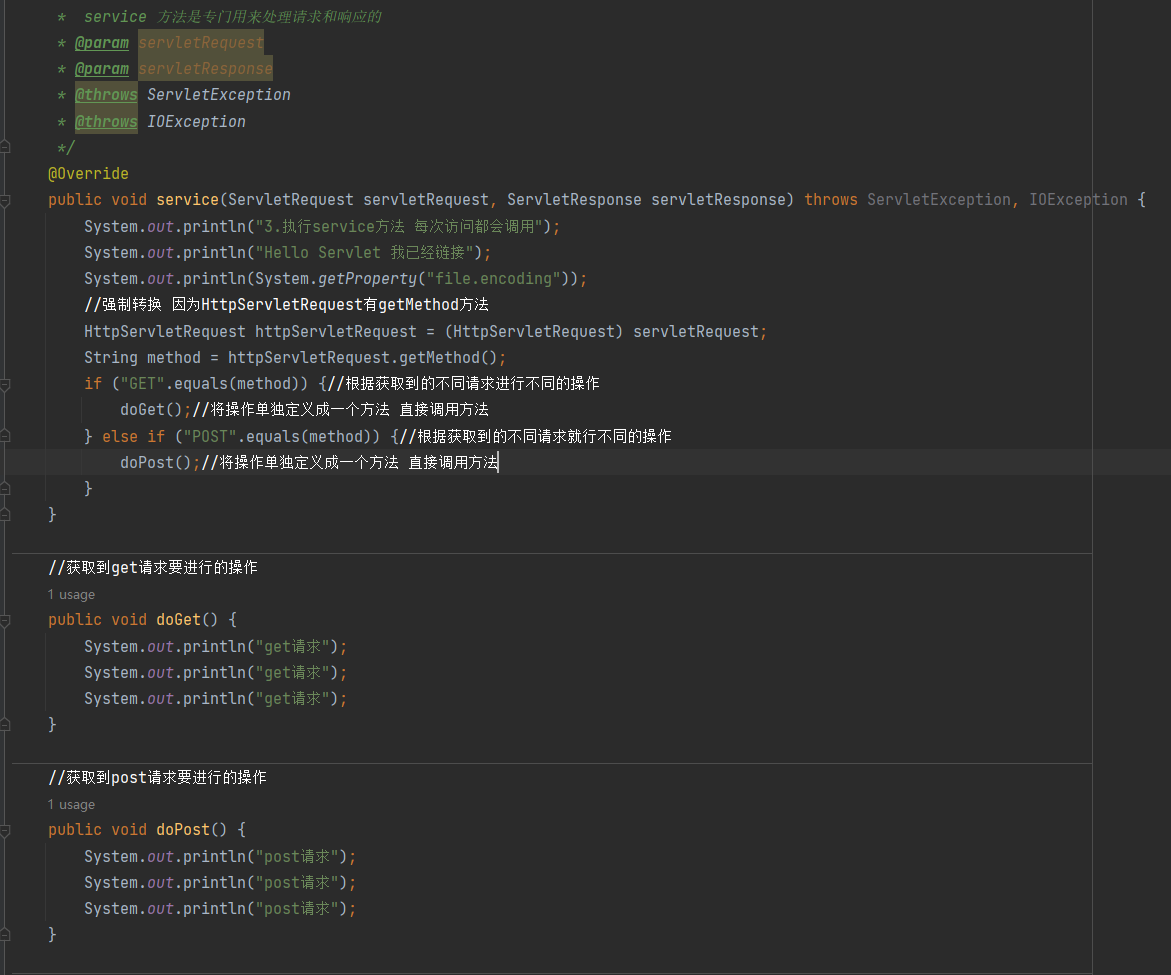 * service 方法是专门用来处理请求和响应的
* @param servletRequest
* @param servletResponse
* @throws ServletException
* @throws IOException
*/
@Override
public void service(ServletRequest servletRequest, ServletResponse servletResponse) throws ServletException, IOException {
System.out.println("3.执行service方法 每次访问都会调用");
System.out.println("Hello Servlet 我已经链接");
System.out.println(System.getProperty("file.encoding"));
//强制转换 因为HttpServletRequest有getMethod方法
HttpServletRequest httpServletRequest = (HttpServletRequest) servletRequest;
String method = httpServletRequest.getMethod();
if ("GET".equals(method)) {//根据获取到的不同请求进行不同的操作
doGet();//将操作单独定义成一个方法 直接调用方法
} else if ("POST".equals(method)) {//根据获取到的不同请求就行不同的操作
doPost();//将操作单独定义成一个方法 直接调用方法
}
}
//获取到get请求要进行的操作
1 usage
public void doGet() {
System.out.println("get请求");
System.out.println("get请求");
System.out.println("get请求");
}
//获取到post请求要进行的操作
1 usage
public void doPost() {
System.out.println("post请求");
System.out.println("post请求");
System.out.println("post请求");
}